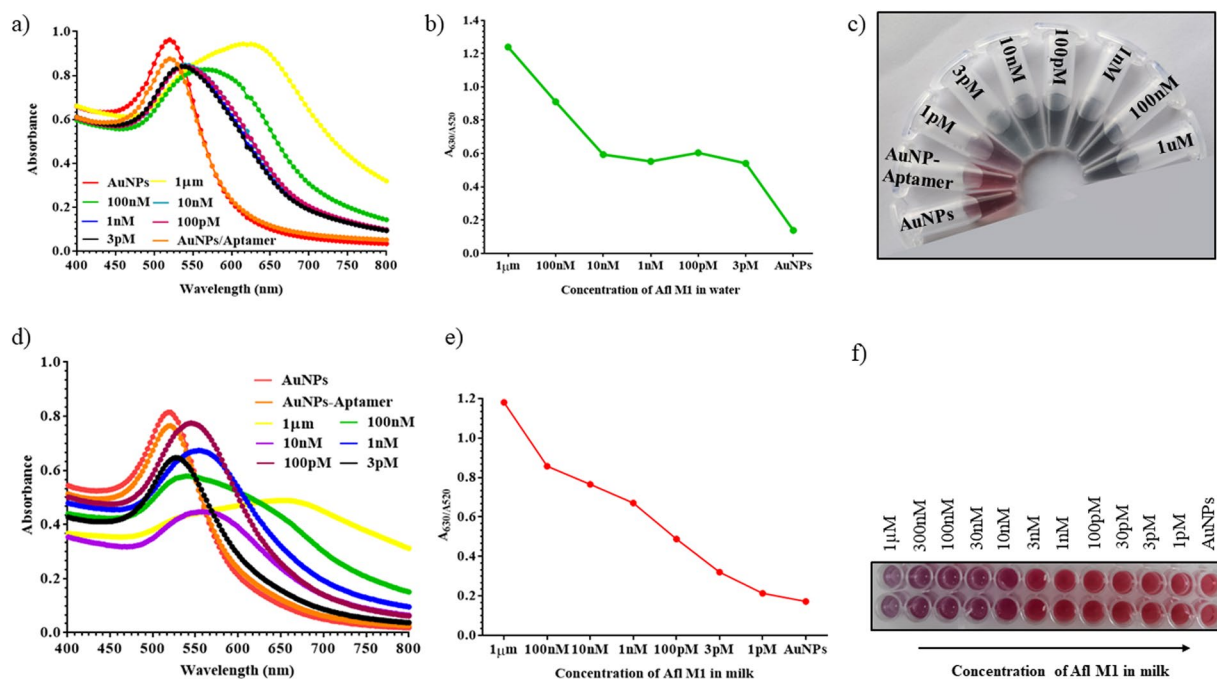 a)
1.0
0.8
0.6
0.4
0.2
0.0
Absorbance
400 450 500 550 600 650 700 750 800
Wavelength (nm)
AuNPs 1μm
100nM 10nM
1nM 100pM
3pM AuNPs/Aptamer
b)
1.4
1.2
1.0
0.8
0.6
0.4
0.2
0.0
A630/A520
1μm 100nM 10nM 1nM 100pM 3pM AuNPs
Concentration of Afl M1 in water
c)
AuNPs
AuNP-
Aptamer
1pM
3pM
10nM
100pM
1nM
100nM
1uM
d)
1.0
0.8
0.6
0.4
0.2
0.0
Absorbance
400 450 500 550 600 650 700 750 800
Wavelength (nm)
AuNPs
AuNPs-Aptamer
1μm 100nM
10nM 1nM
100pM 3pM
e)
1.2
1.0
0.8
0.6
0.4
0.2
0.0
A630/A520
1μm 100nM 10nM 1nM 100pM 3pM 1pM AuNPs
Concentration of Afl M1 in milk
f)
1μM 300nM 100nM 30nM 10nM 3nM 1nM 100pM 30pM 3pM 1pM AuNPs
Concentration of Afl M1 in milk